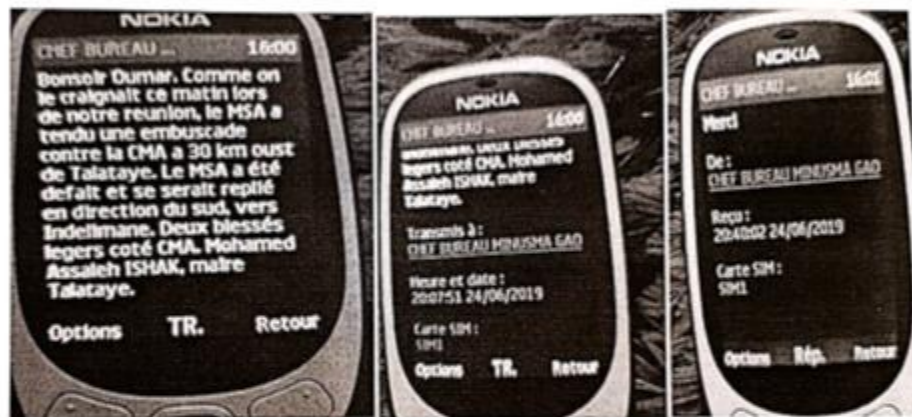 NOKIA
CHEF BUREAU ... 16:00
Bonsoir Oumar. Comme on
le craignait ce matin lors
de notre reunion, le MSA a
tendu une embuscade
contre la CMA a 30 km oust
de Talataye. Le MSA a été
defait et se serait replié
en direction du sud, vers
Indelimane. Deux blessés
legers coté CMA. Mohamed
Assaleh ISHAK, maire
Talataye.
Options TR. Retour
NOKIA
CHEF BUREAU ... 16:00
Indelimane. Deux blessés
legers coté CMA. Mohamed
Assaleh ISHAK, maire
Talataye.
Transmis à :
CHEF BUREAU MINUSMA GAO
Heure et date :
20:07:51 24/06/2019
Carte SIM :
SIM1
Options TR. Retour
NOKIA
CHEF BUREAU ... 16:01
Merci
De :
CHEF BUREAU MINUSMA GAO
Reçu :
20:40:02 24/06/2019
Carte SIM :
SIM1
Options Rép. Retour